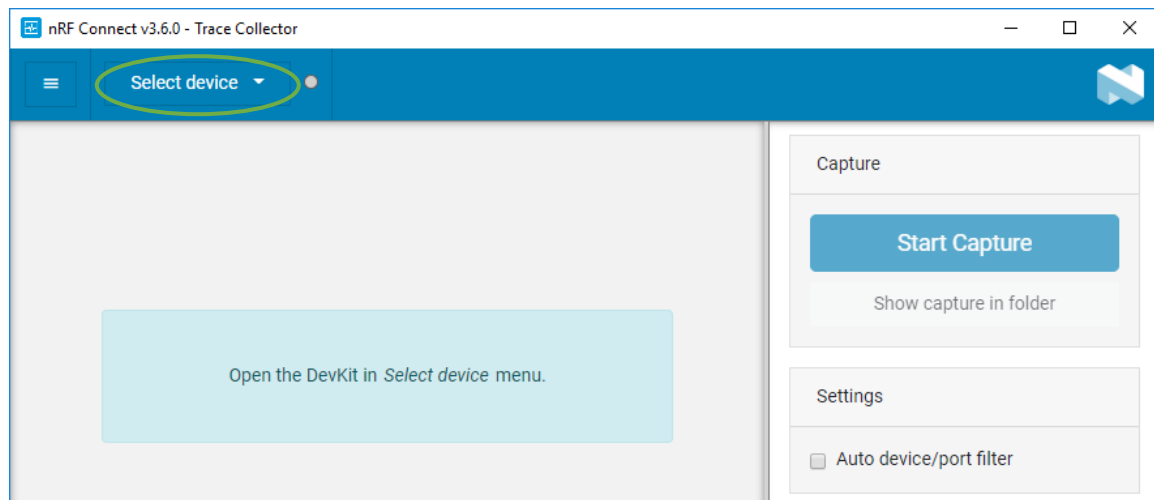 nRF Connect v3.6.0 - Trace Collector
Select device
Capture
Start Capture
Show capture in folder
Open the DevKit in Select device menu.
Settings
Auto device/port filter